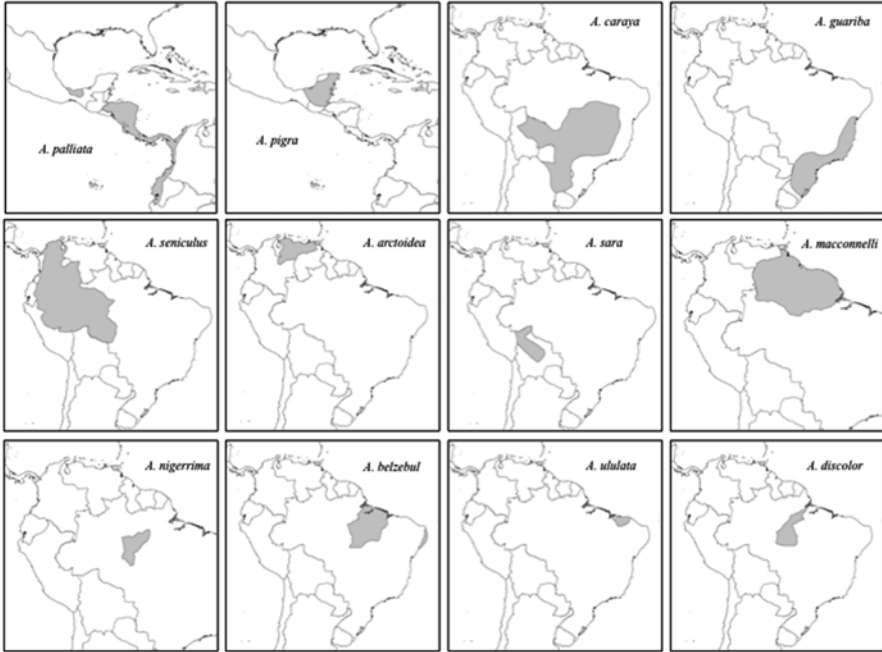 A. palliata
A. pigra
A. caraya
A. guariba
A. seniculus
A. arctoidea
A. sara
A. macconnelli
A. nigerrima
A. belzebul
A. ululata
A. discolor